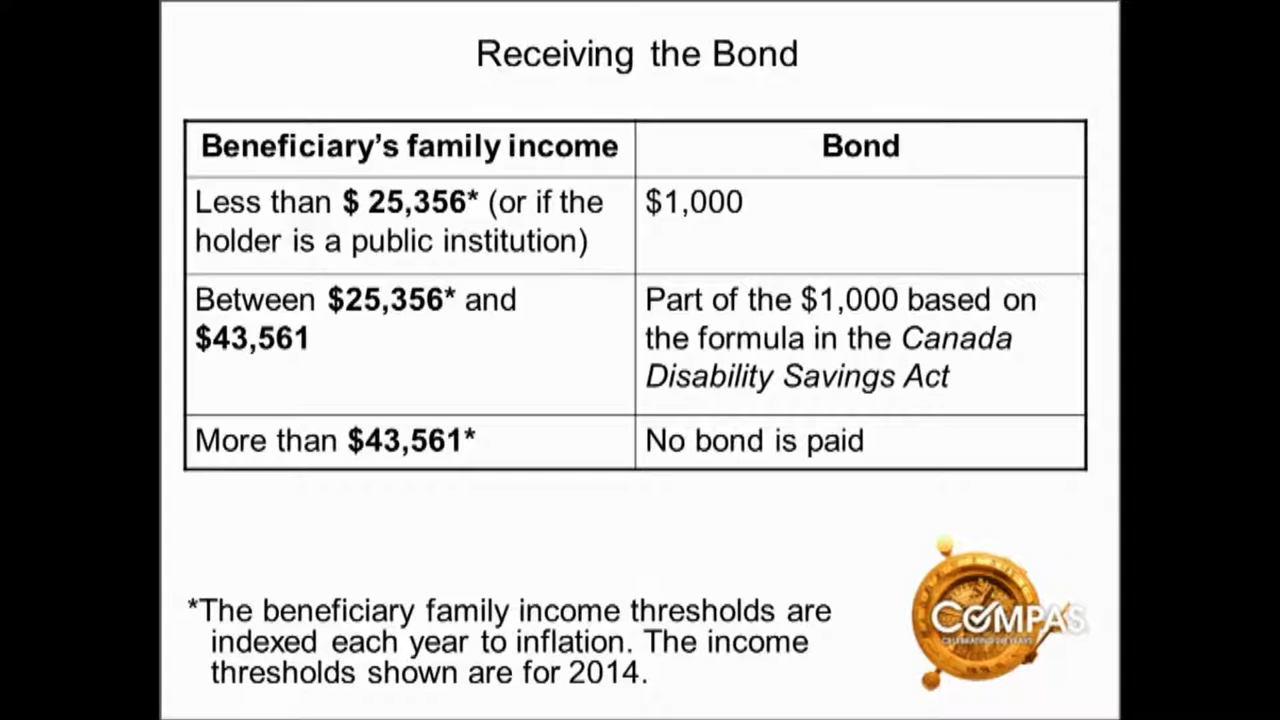 Receiving the Bond
Beneficiary’s family income
Bond
Less than $ 25,356* (or if the
holder is a public institution)
$1,000
Between $25,356* and
$43,561
Part of the $1,000 based on
the formula in the Canada
Disability Savings Act
More than $43,561*
No bond is paid
*The beneficiary family income thresholds are
indexed each year to inflation. The income
thresholds shown are for 2014.
COMPAS